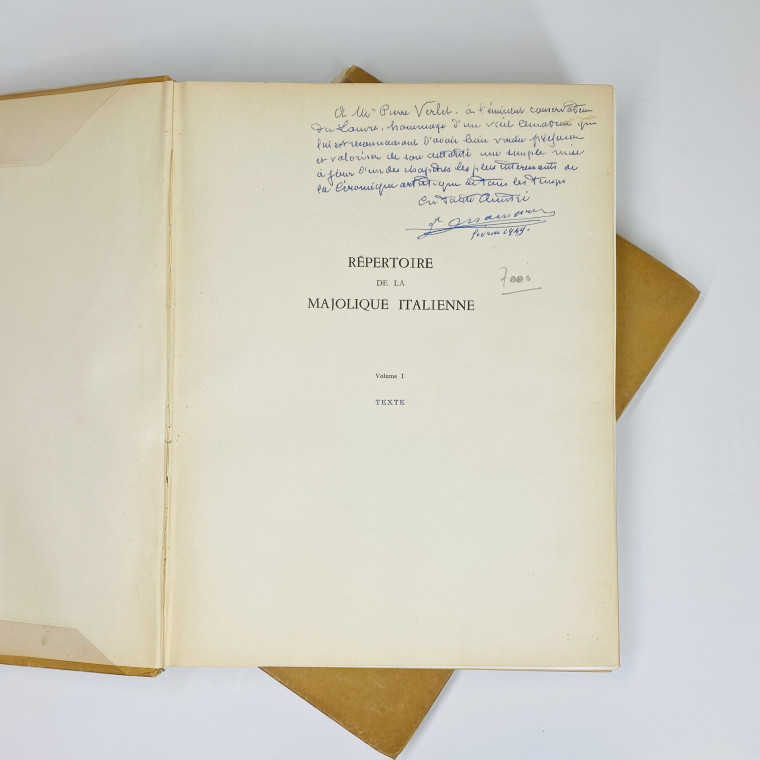 A Mr Pierre Verlet. à l'éminent conservateur
du Louvre, hommage d'un vieil amateur qui
lui est reconnaissant d'avoir bien voulu préfacer
et valoriser de son autorité une simple mise
à jour d'un des chapitres les plus interessants de
la Céramique artistique de tous les temps
En toute Amitié
février 1949.
RÉPERTOIRE
DE LA
MAJOLIQUE ITALIENNE
Volume I
TEXTE